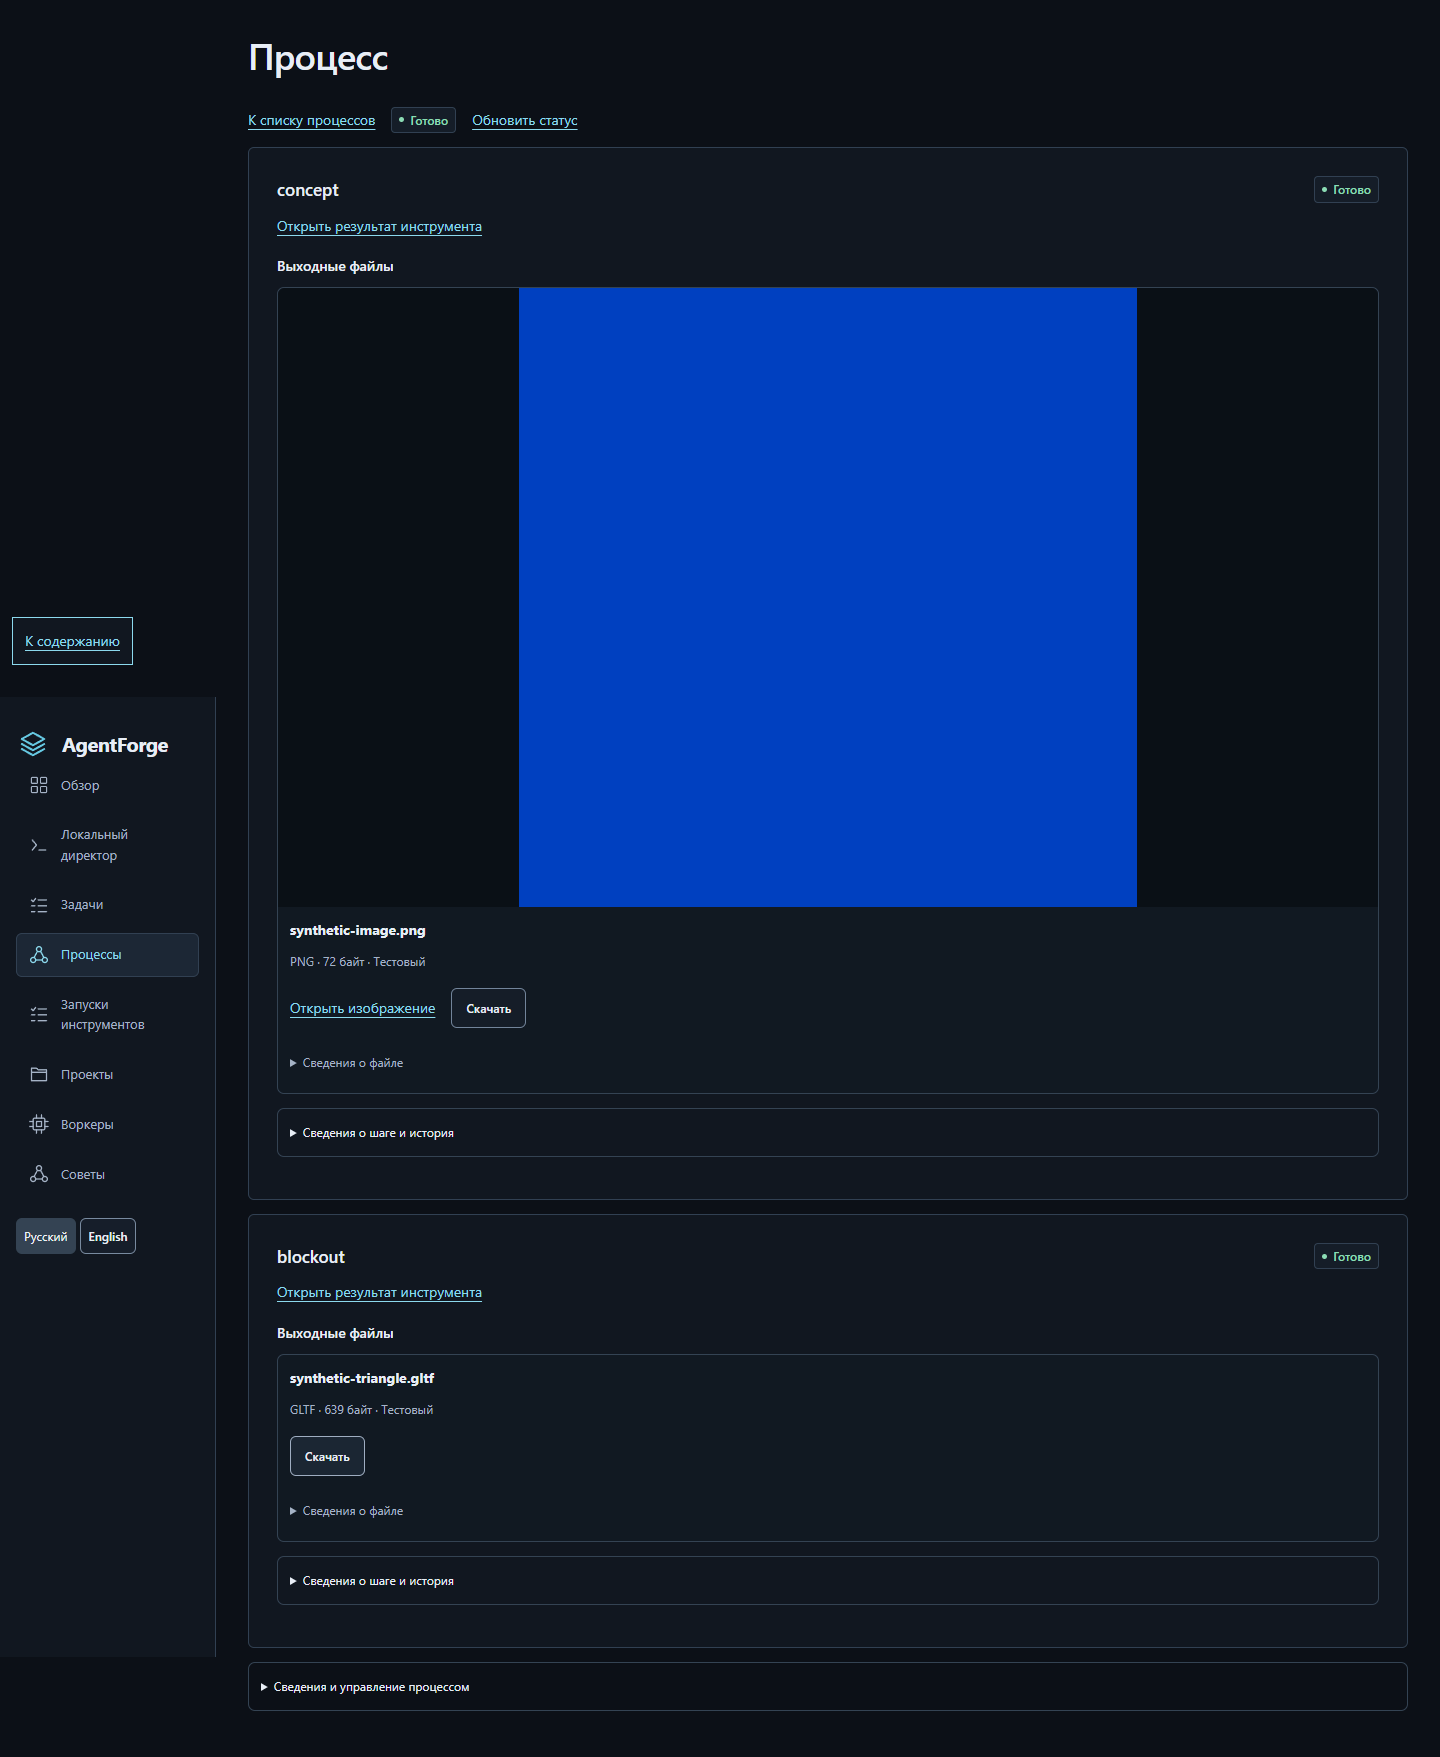 Процесс
К списку процессов
Готово
Обновить статус
concept
Готово
Открыть результат инструмента
Выходные файлы
synthetic-image.png
PNG · 72 байт · Тестовый
Открыть изображение
Скачать
Сведения о файле
Сведения о шаге и история
blockout
Готово
Открыть результат инструмента
Выходные файлы
synthetic-triangle.gltf
GLTF · 639 байт · Тестовый
Скачать
Сведения о файле
Сведения о шаге и история
Сведения и управление процессом
К содержанию
AgentForge
Обзор
Локальный
директор
Задачи
Процессы
Запуски
инструментов
Проекты
Воркеры
Советы
Русский
English